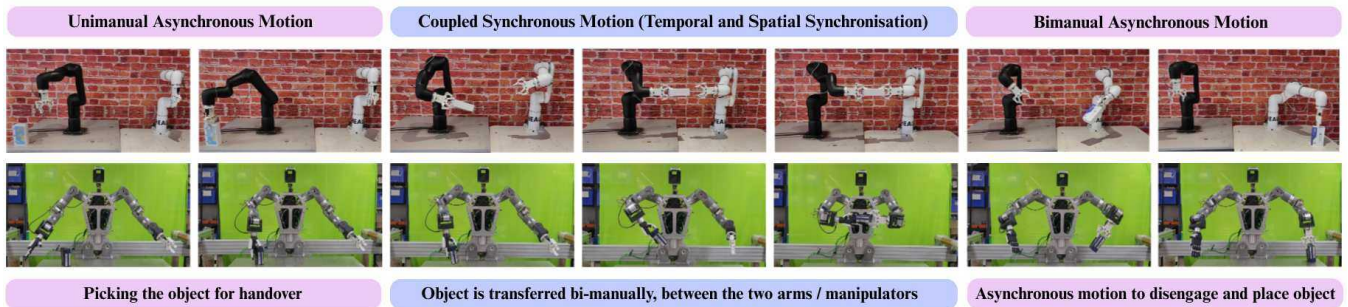 Unimanual Asynchronous Motion
Coupled Synchronous Motion (Temporal and Spatial Synchronisation)
Bimanual Asynchronous Motion
Picking the object for handover
Object is transferred bi-manually, between the two arms / manipulators
Asynchronous motion to disengage and place object